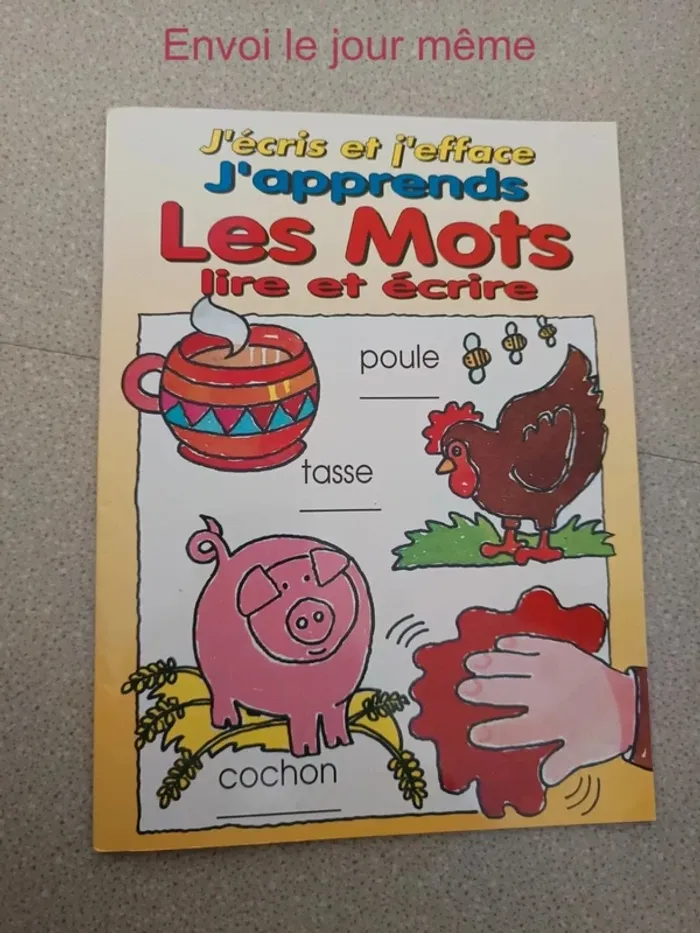 Envoi le jour même
J'écris et j'efface
J'apprends
Les Mots
lire et écrire
poule
tasse
cochon